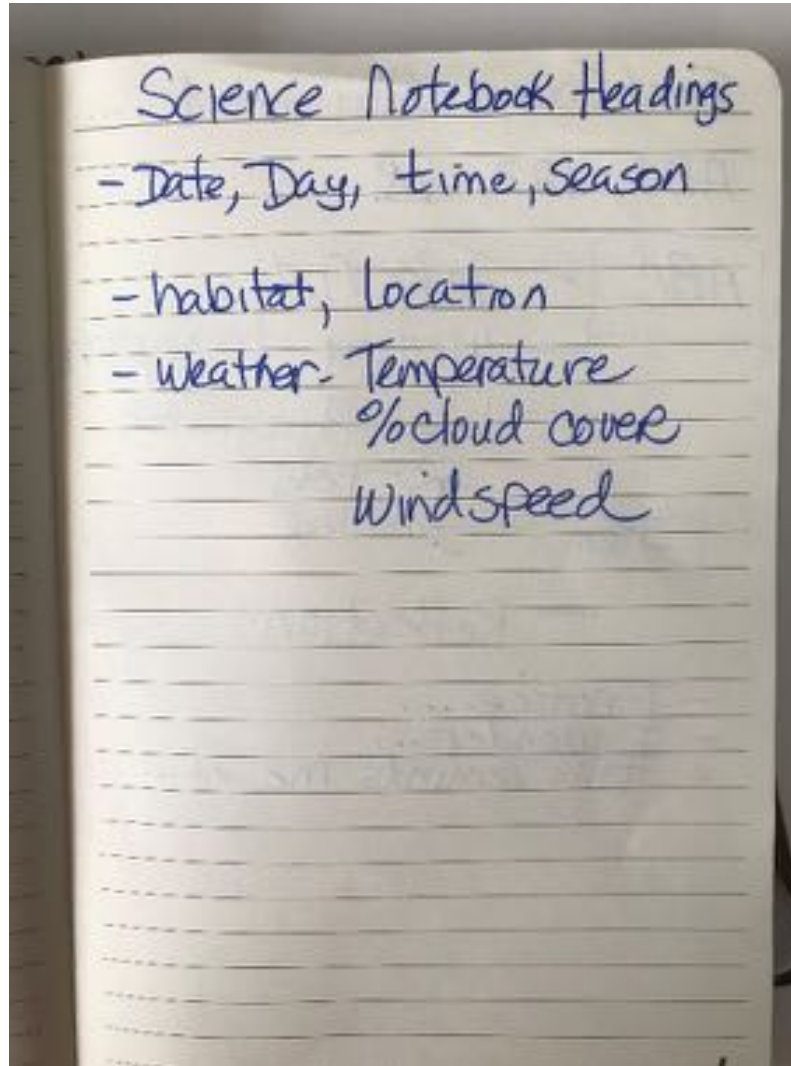 Science Notebook Headings
- Date, Day, time, season
- habitat, Location
- Weather- Temperature
% cloud cover
Windspeed